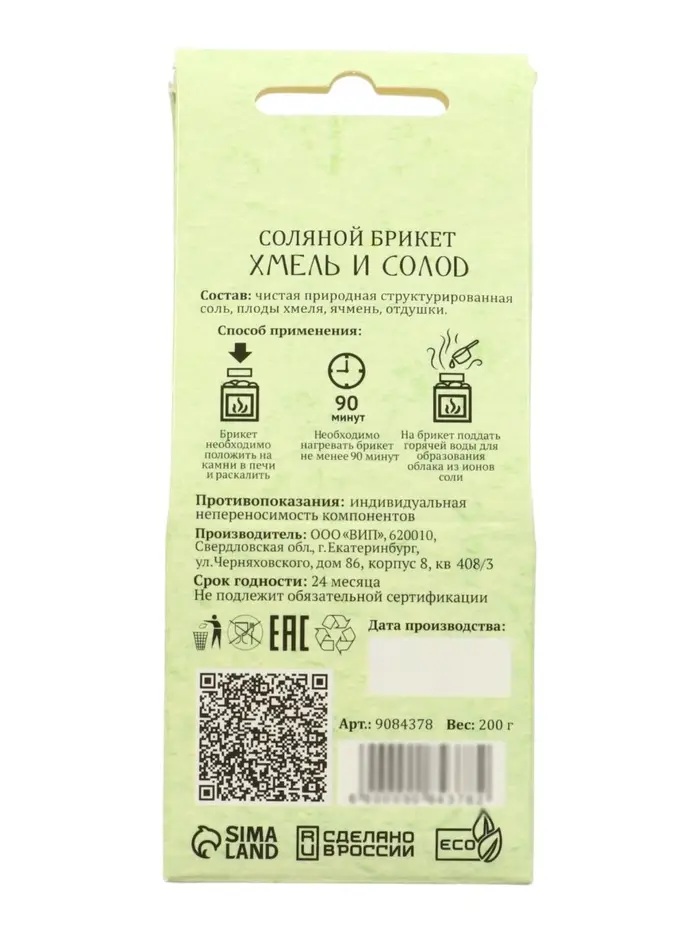 СОЛЯНОЙ БРИКЕТ
ХМЕЛЬ И СОЛОД
Состав: чистая природная структурированная
соль, плоды хмеля, ячмень, отдушки.
Способ применения:
90
минут
Брикет
необходимо
положить на
камни в печи
и раскалить
Необходимо
нагревать брикет
не менее 90 минут
На брикет поддать
горячей воды для
образования
облака из ионов
соли
Противопоказания: индивидуальная
непереносимость компонентов
Производитель: ООО «ВИП», 620010,
Свердловская обл., г.Екатеринбург,
ул.Черняховского, дом 86, корпус 8, кв 408/3
Срок годности: 24 месяца
Не подлежит обязательной сертификации
EAC
Дата производства:
Арт.: 9084378 Вес: 200 г
SIMA
LAND
RU
СДЕЛАНО
В РОССИИ
ECO